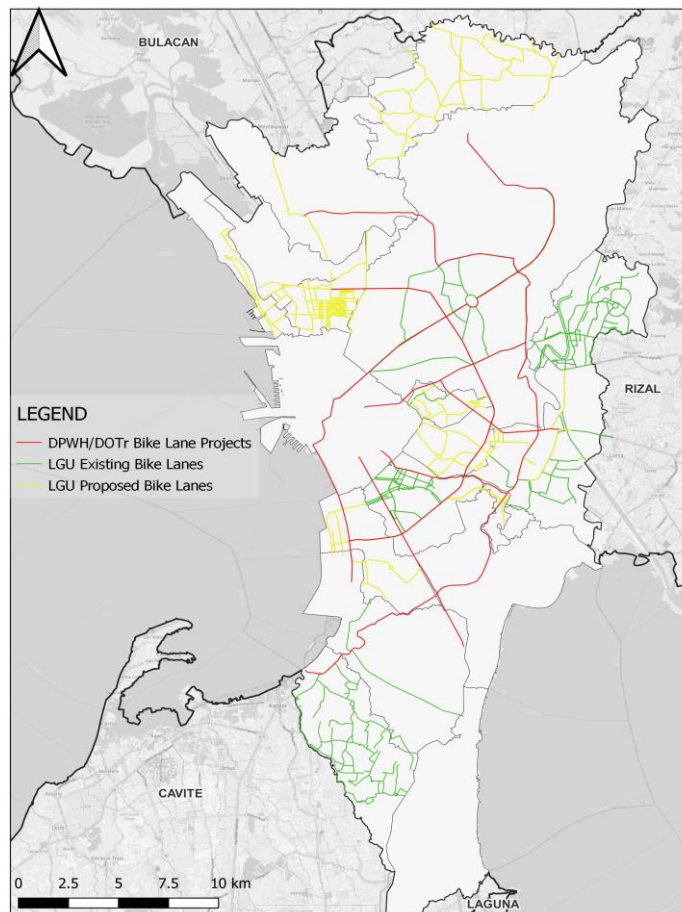 BULACAN
RIZAL
LEGEND
DPWH/DOTr Bike Lane Projects
LGU Existing Bike Lanes
LGU Proposed Bike Lanes
CAVITE
0 2.5 5 7.5 10 km
LAGUNA